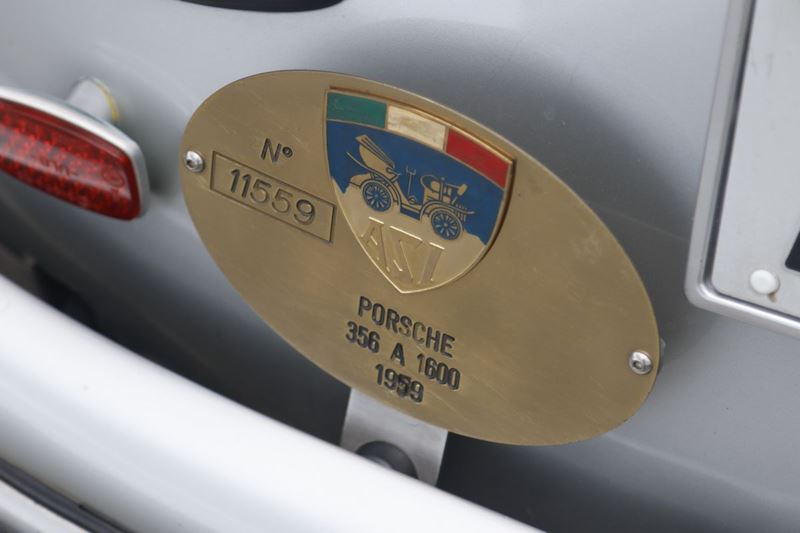 N°
11559
ASI
PORSCHE
356 A 1600
1959